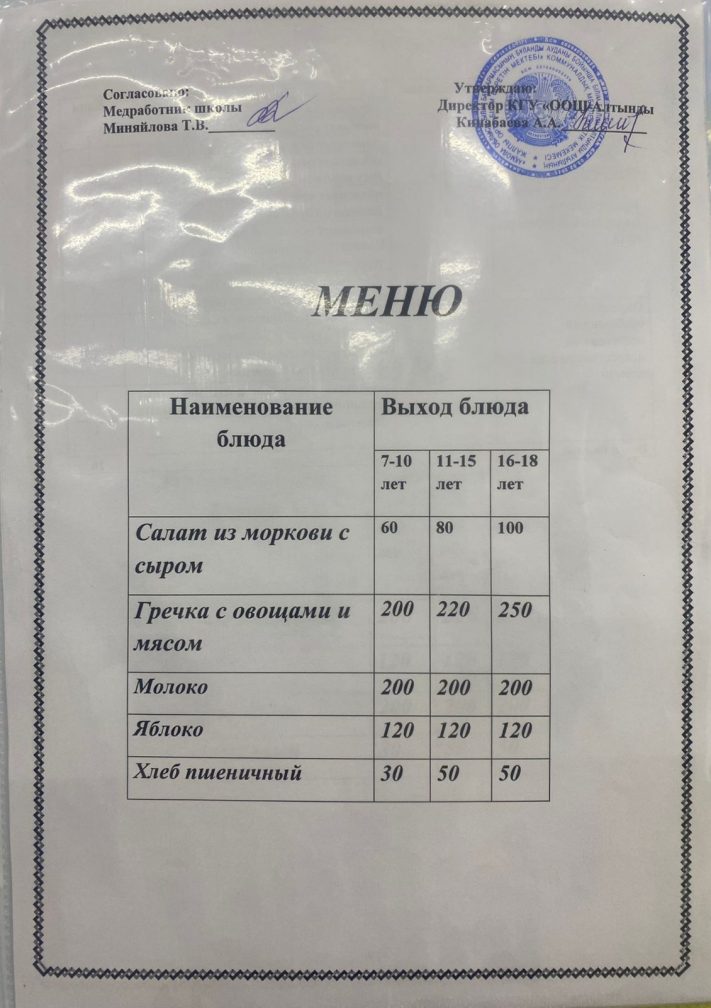 Согласовано:
Медработник школы
Миняйлова Т.В.
Утверждаю:
Директор КГУ «ООШ Алтынды
Кинабаева А.А.
МЕНЮ
Наименование блюда
Выход блюда
7-10 лет
11-15 лет
16-18 лет
Салат из моркови с
сыром
60 80 100
Гречка с овощами и
мясом
200 220 250
Молоко 200 200 200
Яблоко 120 120 120
Хлеб пшеничный 30 50 50